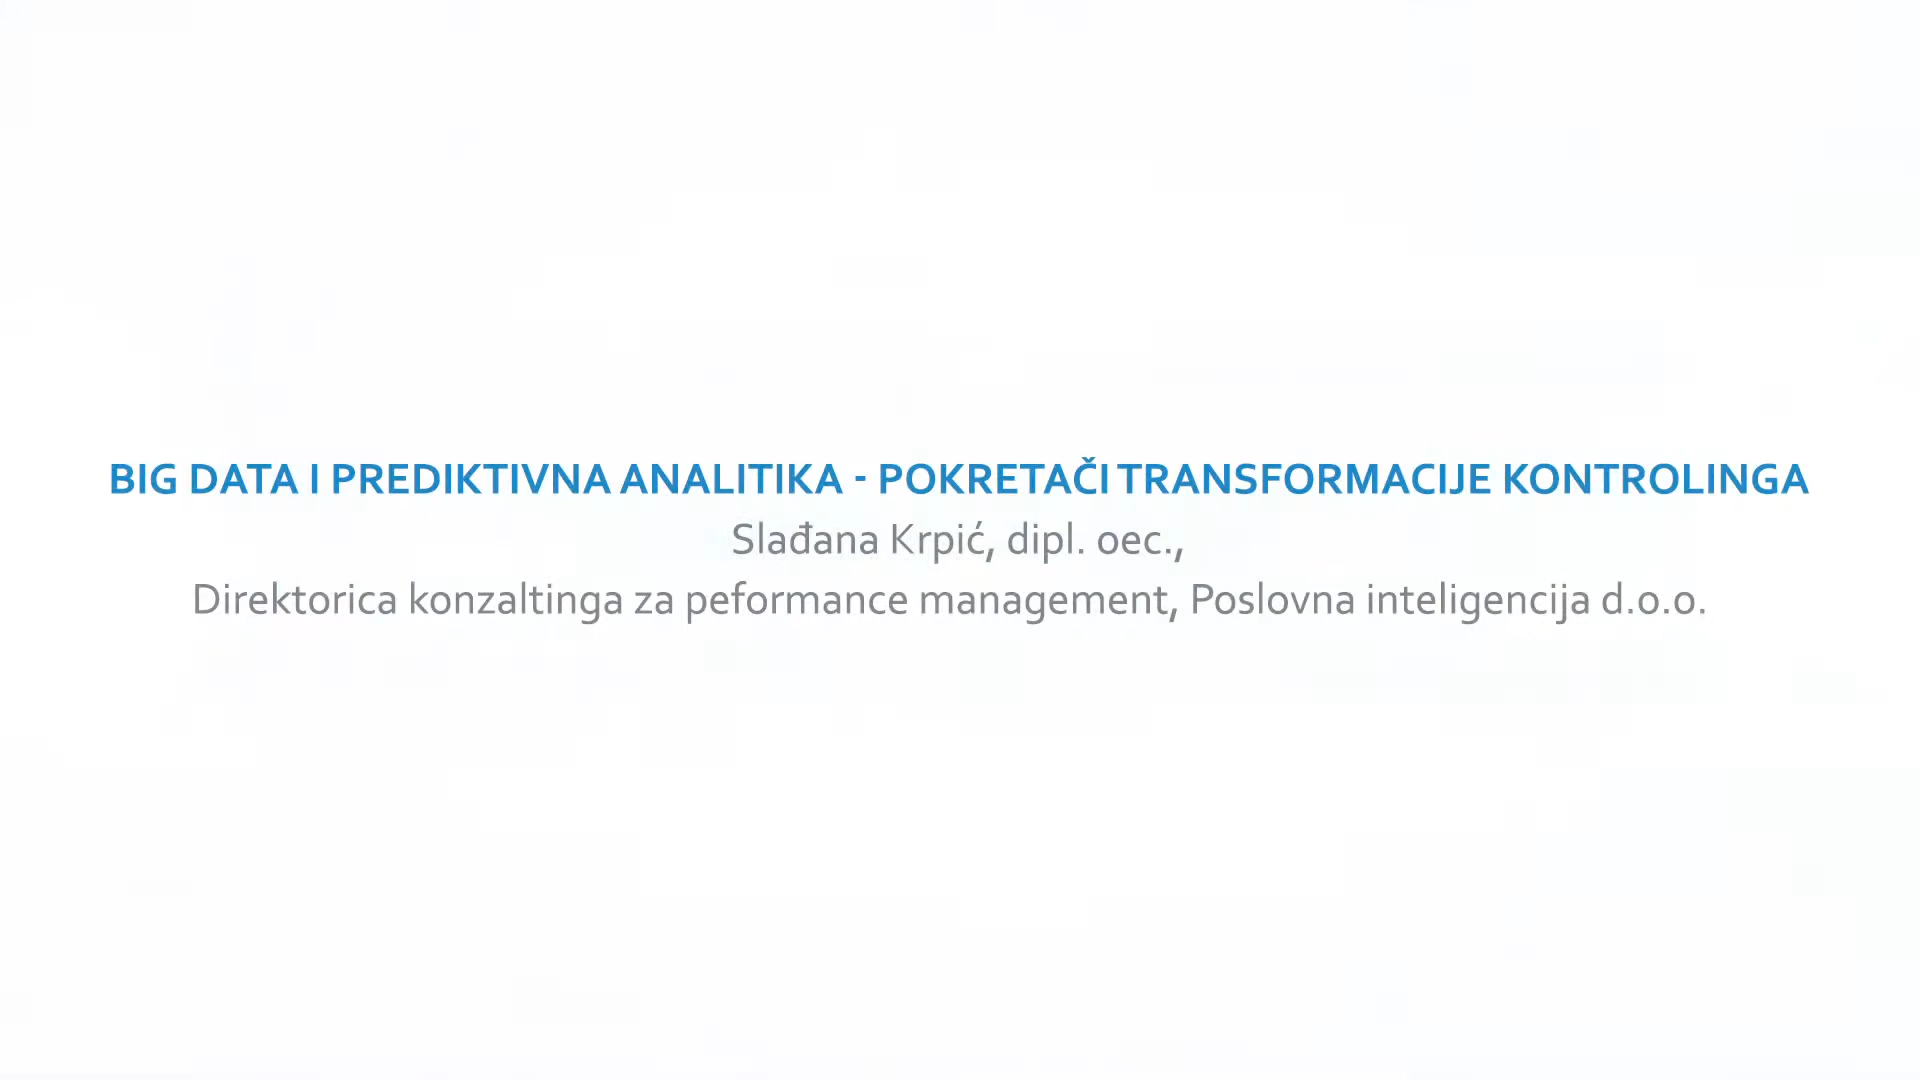 BIG DATA I PREDIKTIVNA ANALITIKA - POKRETAČI TRANSFORMACIJE KONTROLINGA
Slađana Krpić, dipl. oec.,
Direktorica konzaltinga za peformance management, Poslovna inteligencija d.o.o.